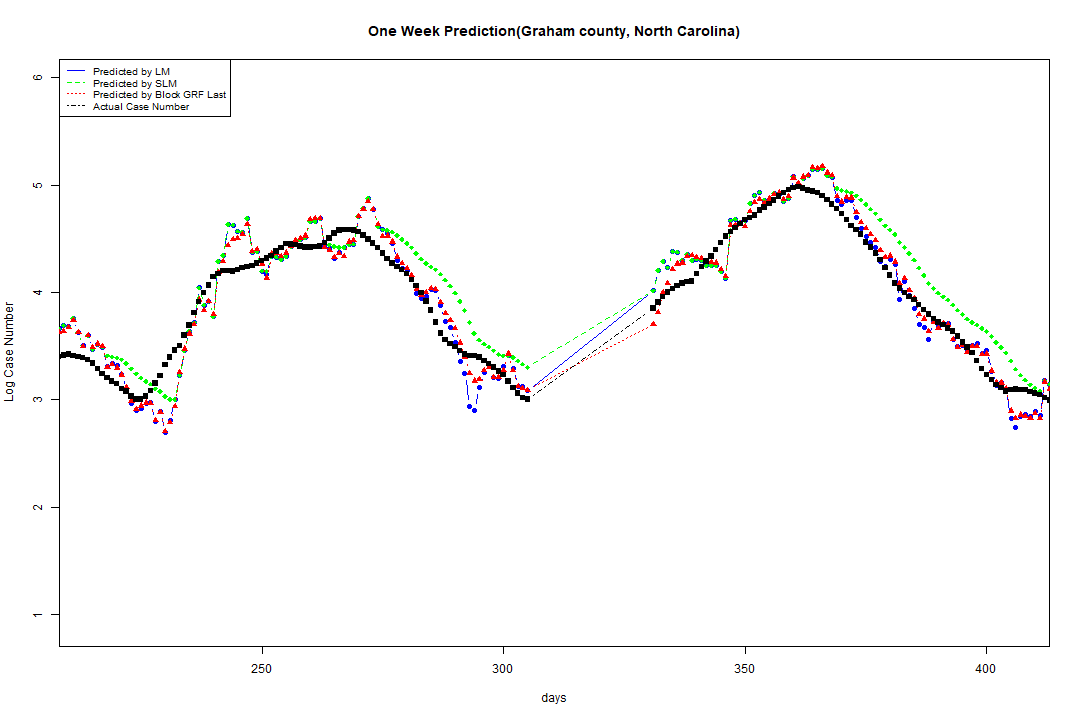 One Week Prediction(Graham county, North Carolina)
Predicted by LM
Predicted by SLM
Predicted by Block GRF Last
Actual Case Number
6
5
4
3
2
1
Log Case Number
250 300 350 400
days